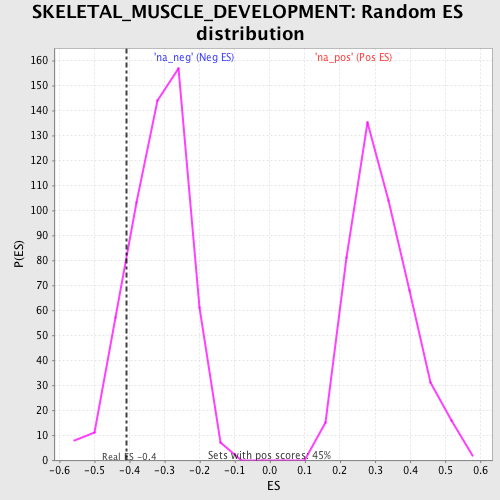 SKELETAL_MUSCLE_DEVELOPMENT: Random ES
distribution
'na_neg' (Neg ES) 'na_pos' (Pos ES)
160
150
140
130
120
110
100
90
80
70
60
50
40
30
20
10
0
P(ES)
Real ES -0.4 Sets with pos scores: 45%
-0.6 -0.5 -0.4 -0.3 -0.2 -0.1 0.0 0.1 0.2 0.3 0.4 0.5 0.6
ES